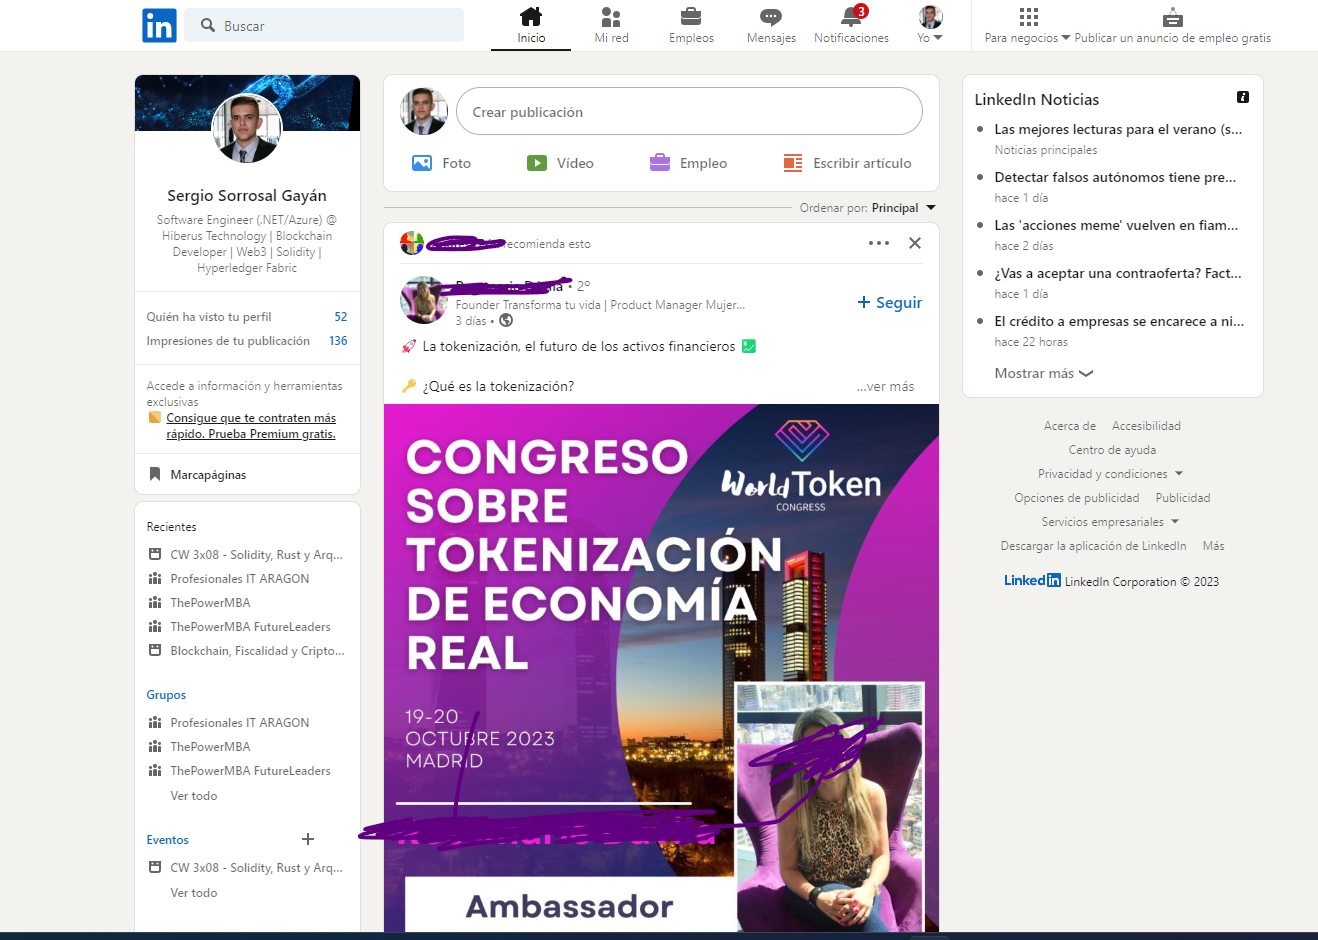 in
Buscar
Inicio
Mi red
Empleos
Mensajes
3
Notificaciones
Yo
Para negocios
Publicar un anuncio de empleo gratis
Sergio Sorrosal Gayán
Software Engineer (.NET/Azure) @
Hiberus Technology | Blockchain
Developer | Web3 | Solidity |
Hyperledger Fabric
Quién ha visto tu perfil 52
Impresiones de tu publicación 136
Accede a información y herramientas
exclusivas
Consigue que te contraten más
rápido. Prueba Premium gratis.
Marcapáginas
Recientes
CW 3x08 - Solidity, Rust y Arq...
Profesionales IT ARAGON
ThePowerMBA
ThePowerMBA FutureLeaders
Blockchain, Fiscalidad y Cripto...
Grupos
Profesionales IT ARAGON
ThePowerMBA
ThePowerMBA FutureLeaders
Ver todo
Eventos
CW 3x08 - Solidity, Rust y Arq...
Ver todo
Crear publicación
Foto
Vídeo
Empleo
Escribir artículo
Ordenar por: Principal
recomienda esto
• 2º
Founder Transforma tu vida | Product Manager Mujer...
3 días •
+ Seguir
🚀 La tokenización, el futuro de los activos financieros 💹
🔑 ¿Qué es la tokenización?
...ver más
CONGRESO
SOBRE
TOKENIZACIÓN
DE ECONOMÍA
REAL
World Token
CONGRESS
19-20
OCTUBRE 2023
MADRID
Ambassador
LinkedIn Noticias
Las mejores lecturas para el verano (s...
Noticias principales
Detectar falsos autónomos tiene pre...
hace 1 día
Las 'acciones meme' vuelven en fiam...
hace 2 días
¿Vas a aceptar una contraoferta? Fact...
hace 1 día
El crédito a empresas se encarece a ni...
hace 22 horas
Mostrar más
Acerca de
Accesibilidad
Centro de ayuda
Privacidad y condiciones
Opciones de publicidad
Publicidad
Servicios empresariales
Descargar la aplicación de LinkedIn
Más
LinkedIn LinkedIn Corporation © 2023